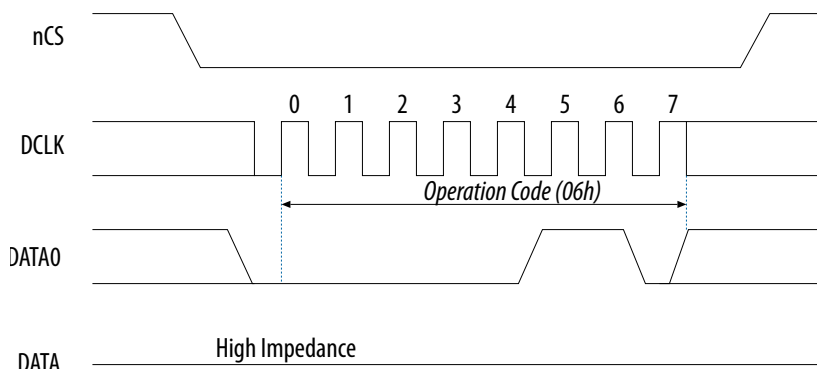 nCS
0 1 2 3 4 5 6 7
DCLK
Operation Code (06h)
DATA0
High Impedance
DATA